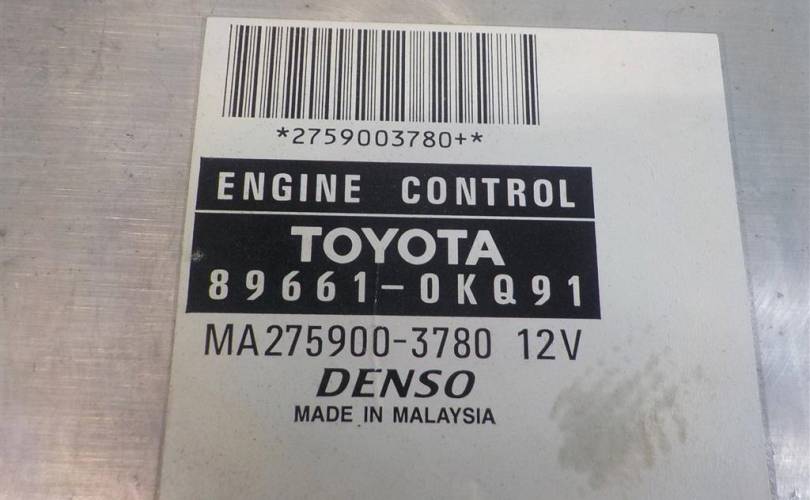 *2759003780+*
ENGINE CONTROL
TOYOTA
89661-0KQ91
MA275900-3780 12V
DENSO
MADE IN MALAYSIA